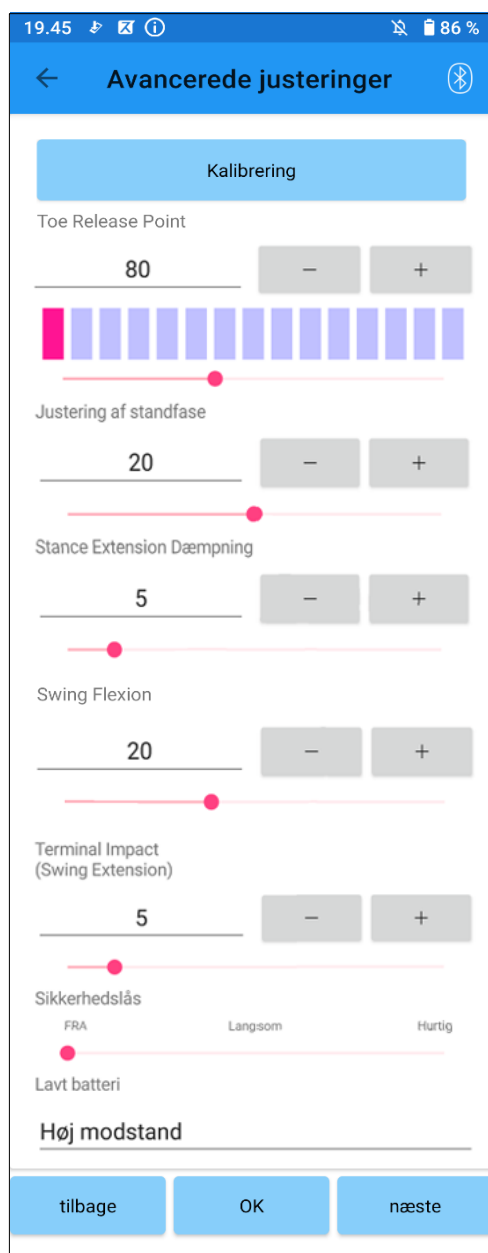 19.45 86 %
Avancerede justeringer
Kalibrering
Toe Release Point
80 − +
Justering af standfase
20 − +
Stance Extension Dæmpning
5 − +
Swing Flexion
20 − +
Terminal Impact
(Swing Extension)
5 − +
Sikkerhedslås
FRA Langsom Hurtig
Lavt batteri
Høj modstand
tilbage OK næste